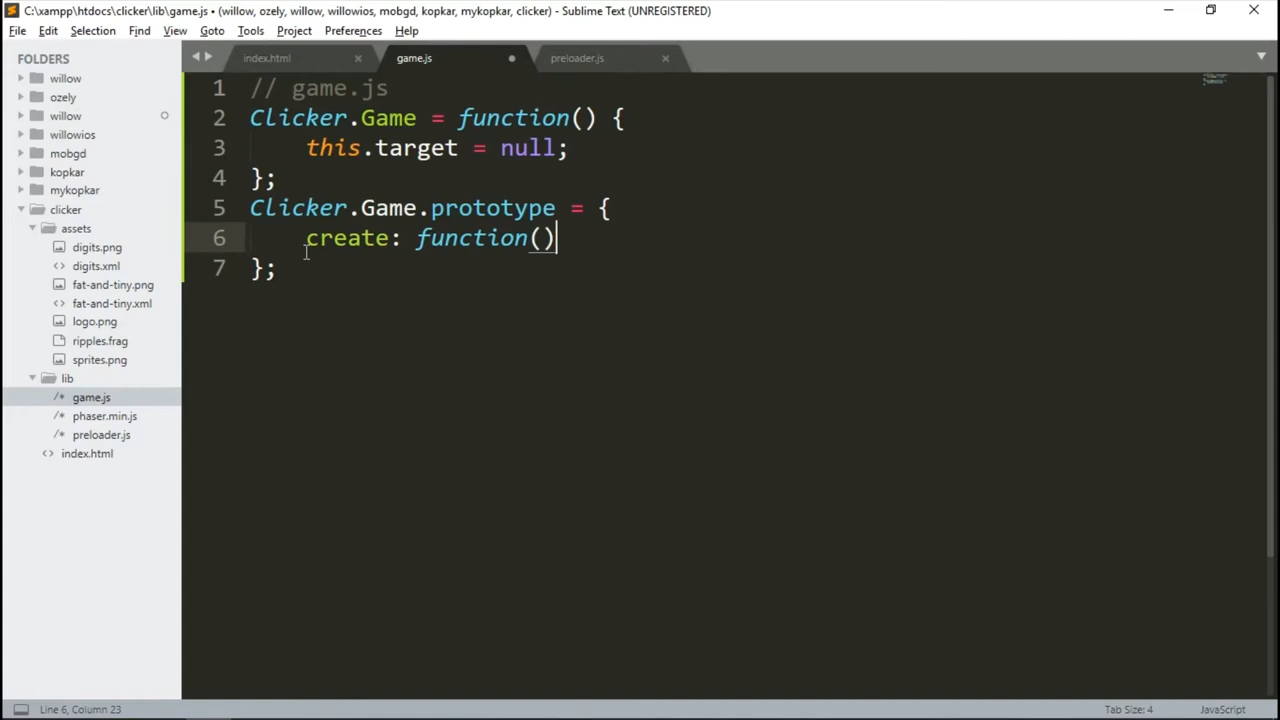 C:\xampp\htdocs\clicker\lib\game.js • (willow, ozely, willow, willowios, mobgd, kopkar, mykopkar, clicker) - Sublime Text (UNREGISTERED)
File Edit Selection Find View Goto Tools Project Preferences Help
FOLDERS
willow
ozely
willow
willowios
mobgd
kopkar
mykopkar
clicker
assets
digits.png
<> digits.xml
fat-and-tiny.png
<> fat-and-tiny.xml
logo.png
ripples.frag
sprites.png
lib
/* game.js
/* phaser.min.js
/* preloader.js
<> index.html
index.html game.js preloader.js
1 // game.js
2 Clicker.Game = function() {
3 this.target = null;
4 };
5 Clicker.Game.prototype = {
6 create: function()
7 };
Line 6, Column 23 Tab Size: 4 JavaScript